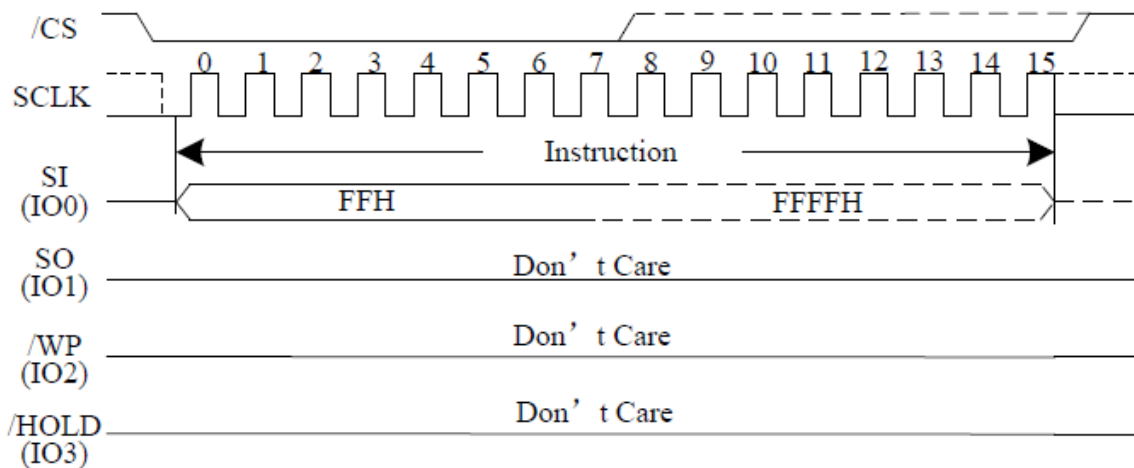 /CS
0 1 2 3 4 5 6 7 8 9 10 11 12 13 14 15
SCLK
Instruction
SI
(IO0)
FFH FFFFH
SO
(IO1)
Don’t Care
/WP
(IO2)
Don’t Care
/HOLD
(IO3)
Don’t Care